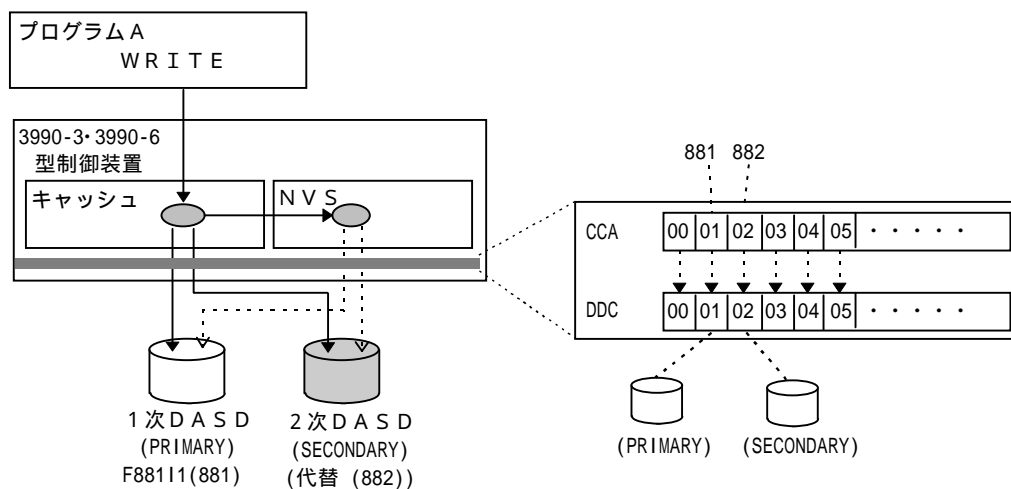 プログラムA
WRITE
3990-3・3990-6
型制御装置
キャッシュ
NVS
1次DASD
(PRIMARY)
F881I1(881)
2次DASD
(SECONDARY)
(代替 (882))
881 882
CCA 00 01 02 03 04 05 ・・・・・
DDC 00 01 02 03 04 05 ・・・・・
(PRIMARY) (SECONDARY)